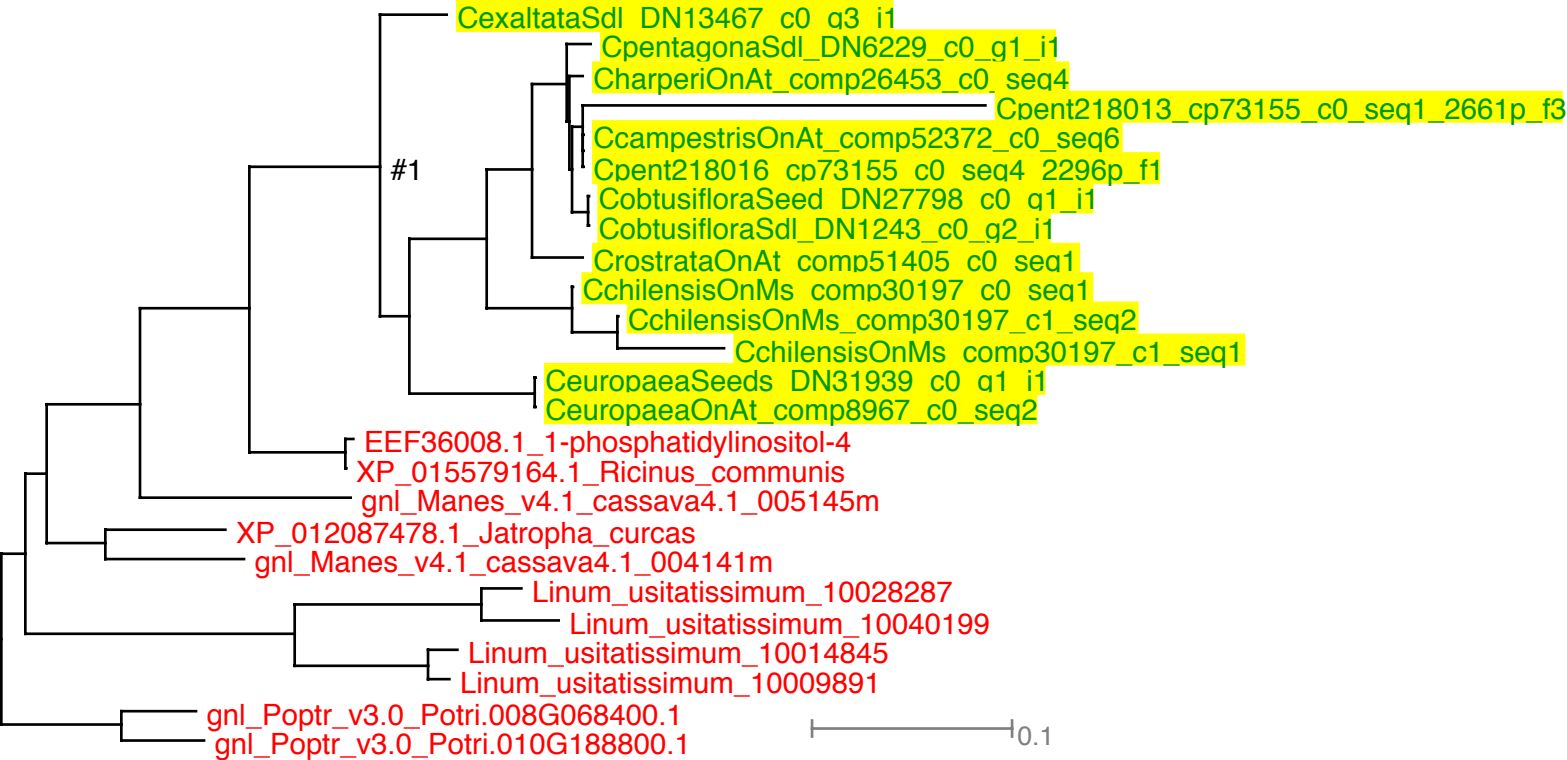 CexaltataSdl_DN13467_c0_g3_i1
CpentagonaSdl_DN6229_c0_g1_i1
CharperiOnAt_comp26453_c0_seq4
Cpent218013_cp73155_c0_seq1_2661p_f3
CcampestrisOnAt_comp52372_c0_seq6
Cpent218016_cp73155_c0_seq4_2296p_f1
#1
CobtusifloraSeed_DN27798_c0_g1_i1
CobtusifloraSdl_DN1243_c0_g2_i1
CrostrataOnAt_comp51405_c0_seq1
CchilensisOnMs_comp30197_c0_seq1
CchilensisOnMs_comp30197_c1_seq2
CchilensisOnMs_comp30197_c1_seq1
CeuropaeaSeeds_DN31939_c0_g1_i1
CeuropaeaOnAt_comp8967_c0_seq2
EEF36008.1_1-phosphatidylinositol-4
XP_015579164.1_Ricinus_communis
gnl_Manes_v4.1_cassava4.1_005145m
XP_012087478.1_Jatropha_curcas
gnl_Manes_v4.1_cassava4.1_004141m
Linum_usitatissimum_10028287
Linum_usitatissimum_10040199
Linum_usitatissimum_10014845
Linum_usitatissimum_10009891
gnl_Poptr_v3.0_Potri.008G068400.1
gnl_Poptr_v3.0_Potri.010G188800.1
0.1